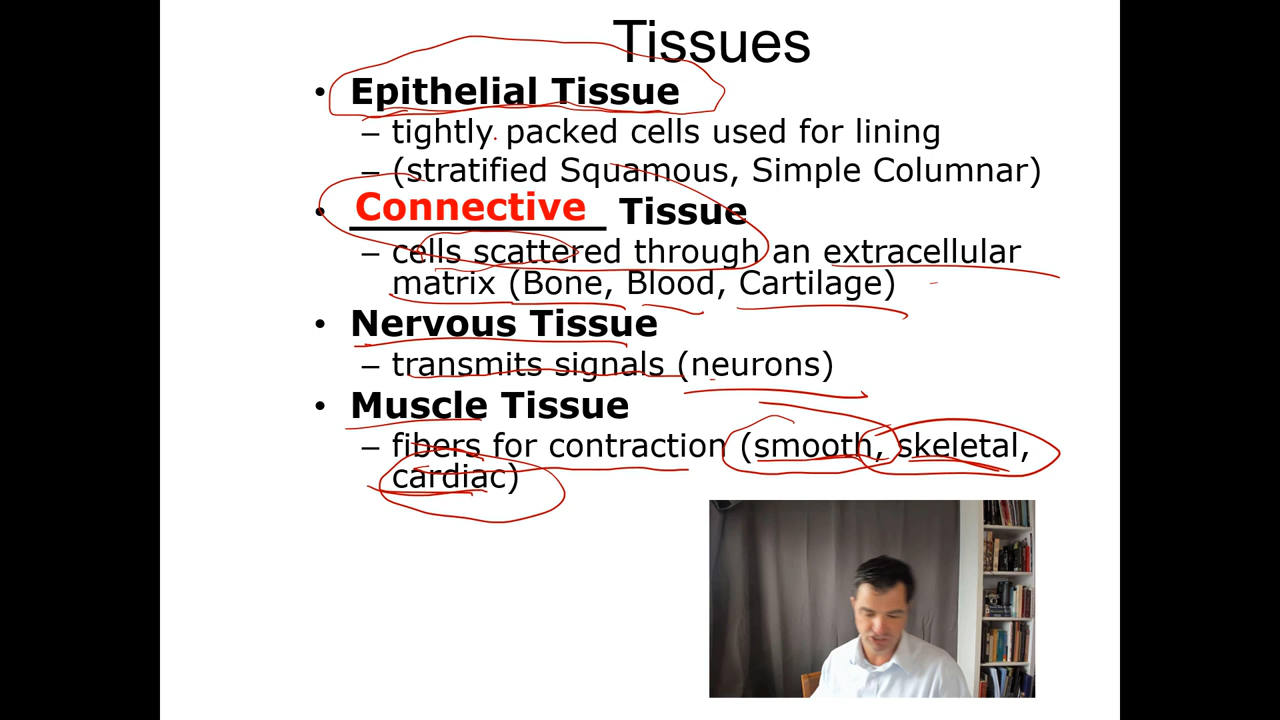 Tissues
• Epithelial Tissue
– tightly packed cells used for lining
– (stratified Squamous, Simple Columnar)
• Connective Tissue
– cells scattered through an extracellular
matrix (Bone, Blood, Cartilage)
• Nervous Tissue
– transmits signals (neurons)
• Muscle Tissue
– fibers for contraction (smooth, skeletal,
cardiac)